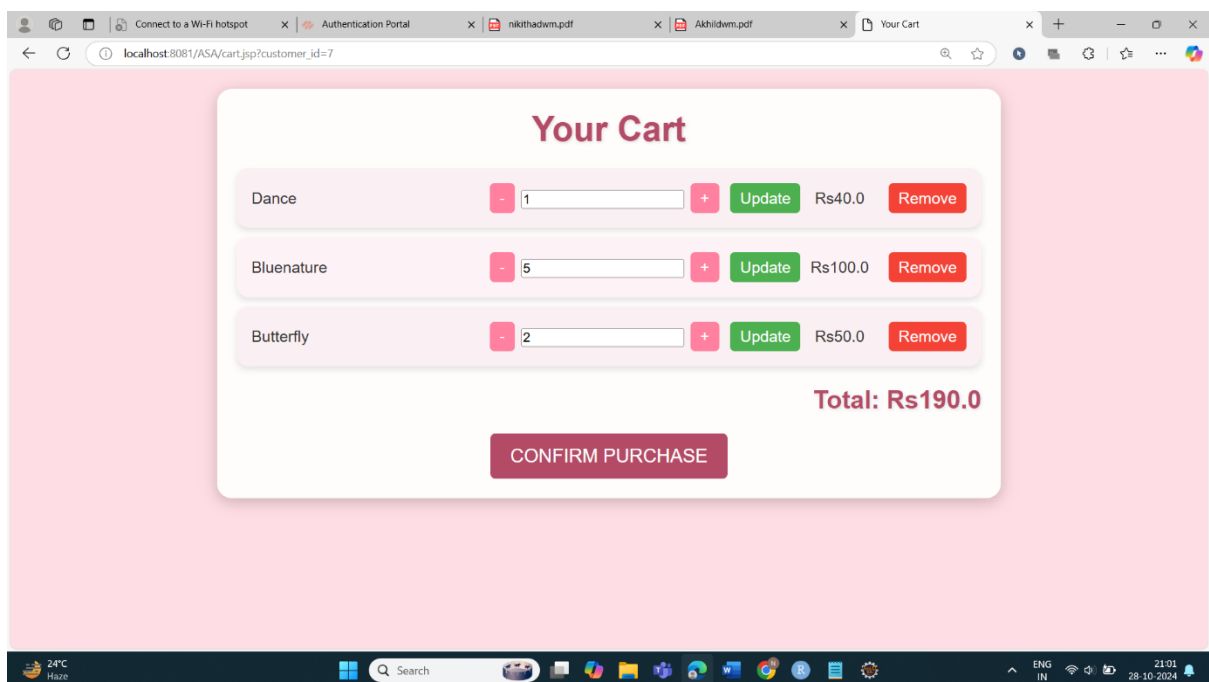 Connect to a Wi-Fi hotspot Authentication Portal nikithadwm.pdf Akhildwm.pdf Your Cart
localhost:8081/ASA/cart.jsp?customer_id=7
Your Cart
Dance - 1 + Update Rs40.0 Remove
Bluenature - 5 + Update Rs100.0 Remove
Butterfly - 2 + Update Rs50.0 Remove
Total: Rs190.0
CONFIRM PURCHASE
24°C
Haze
Search
ENG
IN
21:01
28-10-2024